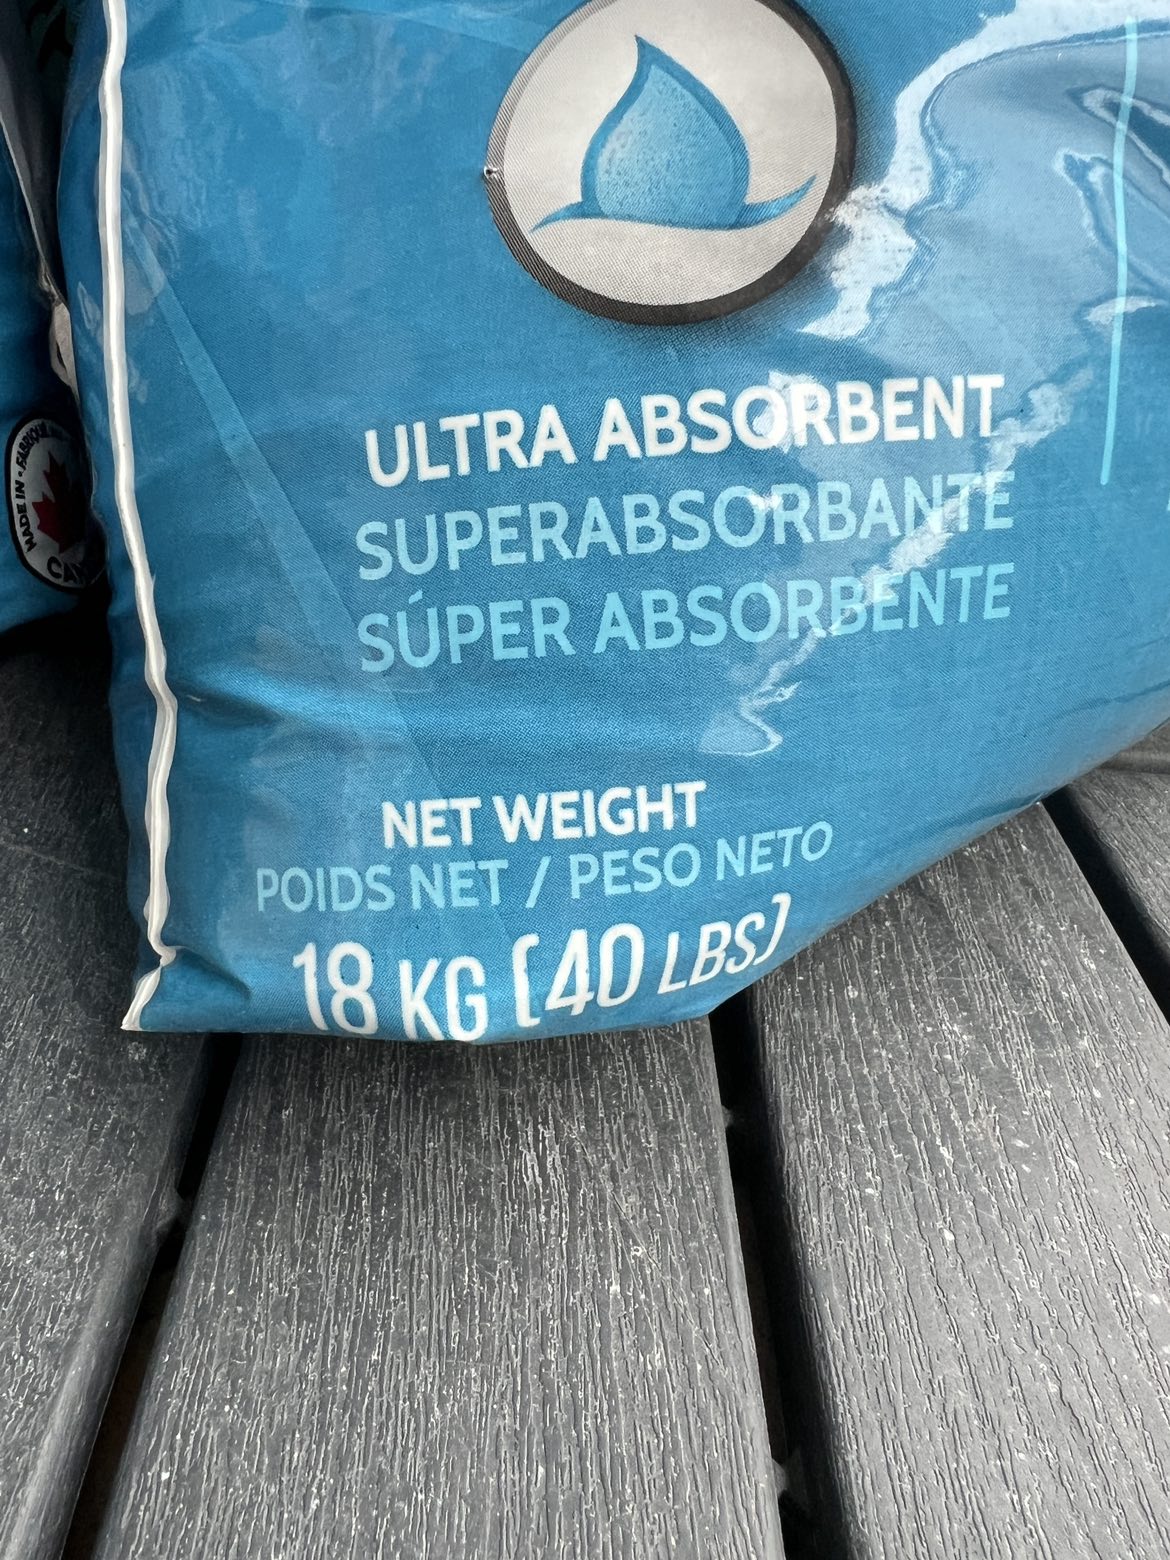 ULTRA ABSORBENT
SUPERABSORBANTE
SÚPER ABSORBENTE
NET WEIGHT
POIDS NET / PESO NETO
18 KG (40 LBS)
MADE IN